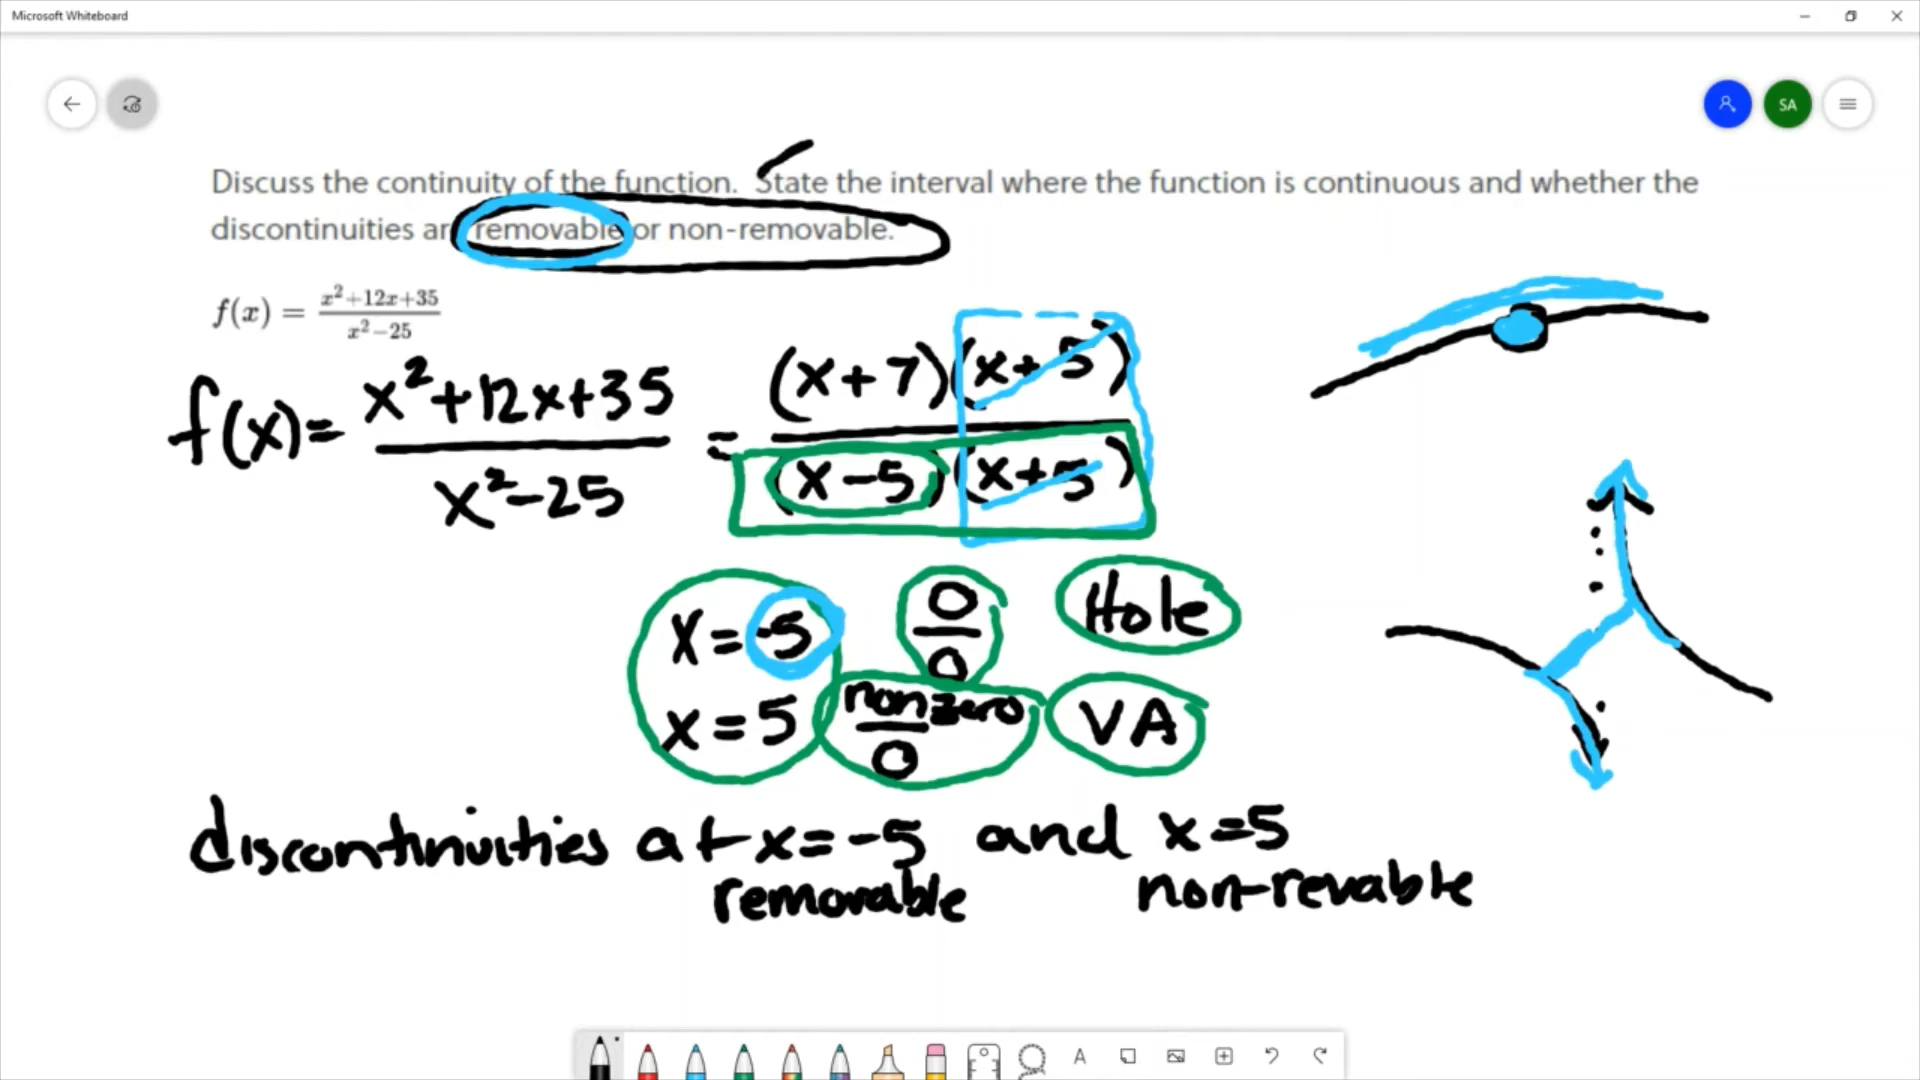 Microsoft Whiteboard
SA
Discuss the continuity of the function. State the interval where the function is continuous and whether the
discontinuities ar removable or non-removable.
f(x) = x²+12x+35 / x²-25
f(x)= x²+12x+35 / x²-25 = (x+7)(x+5) / (x-5)(x+5)
x=-5 0/0 Hole
x=5 nonzero/0 VA
discontinuities at x=-5 and x=5
removable non-revable
A